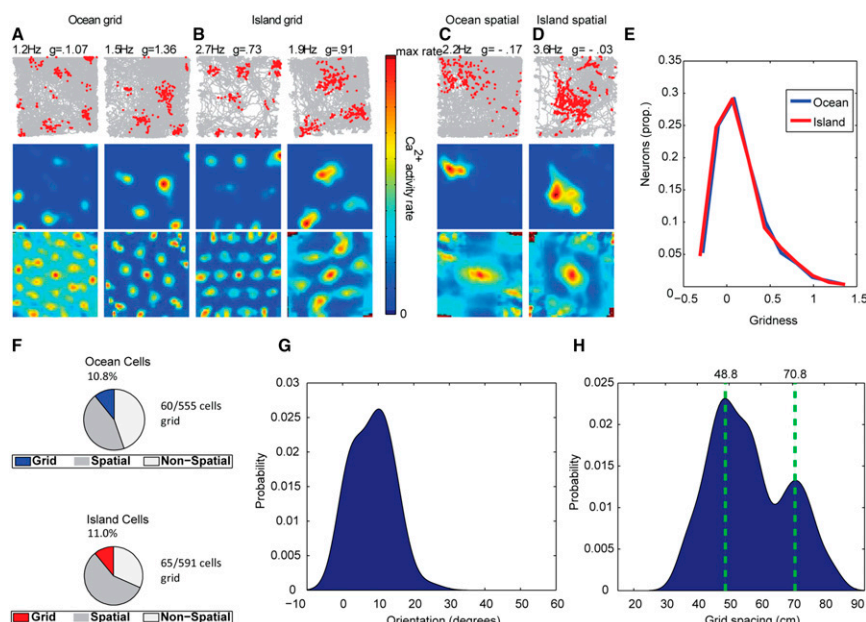 Ocean grid
Island grid
Ocean spatial
Island spatial
A
B
C
D
E
1.2Hz g=.1.07
1.5Hz g=1.36
2.7Hz g=.73
1.9Hz g=.91
2.2Hz g= - .17
3.6Hz g= - .03
max rate
Ca2+ activity rate
0
Neurons (prop.)
0.35
0.3
0.25
0.2
0.15
0.1
0.05
0
-0.5
0
0.5
1
1.5
Gridness
Ocean
Island
F
Ocean Cells
10.8%
60/555 cells
grid
Grid
Spatial
Non-Spatial
Island Cells
11.0%
65/591 cells
grid
Grid
Spatial
Non-Spatial
G
Probability
0.03
0.025
0.02
0.015
0.01
0.005
0
-10
0
10
20
30
40
50
60
Orientation (degrees)
H
48.8
70.8
Probability
0.025
0.02
0.015
0.01
0.005
0
20
30
40
50
60
70
80
90
Grid spacing (cm)